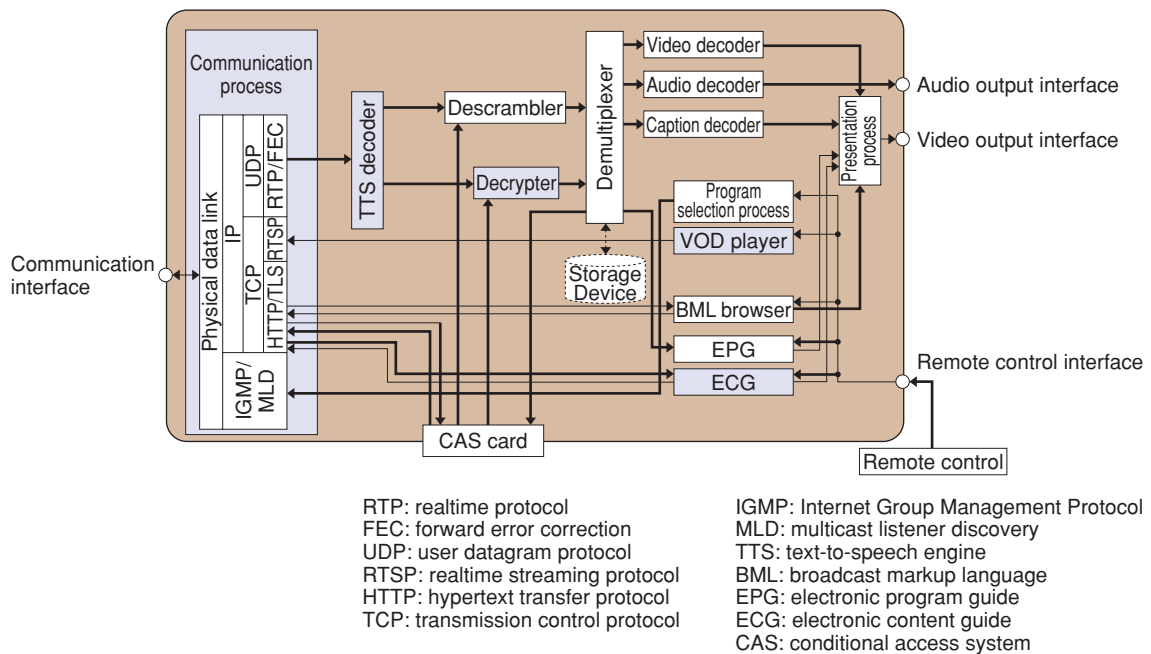 Communication
process
Physical data link
IP
UDP
RTP/FEC
TCP
RTSP
HTTP/TLS
IGMP/
MLD
TTS decoder
Descrambler
Decrypter
Demultiplexer
Storage
Device
Video decoder
Audio decoder
Caption decoder
Presentation
process
Program
selection process
VOD player
BML browser
EPG
ECG
CAS card
Communication
interface
Audio output interface
Video output interface
Remote control interface
Remote control
RTP: realtime protocol
FEC: forward error correction
UDP: user datagram protocol
RTSP: realtime streaming protocol
HTTP: hypertext transfer protocol
TCP: transmission control protocol
IGMP: Internet Group Management Protocol
MLD: multicast listener discovery
TTS: text-to-speech engine
BML: broadcast markup language
EPG: electronic program guide
ECG: electronic content guide
CAS: conditional access system